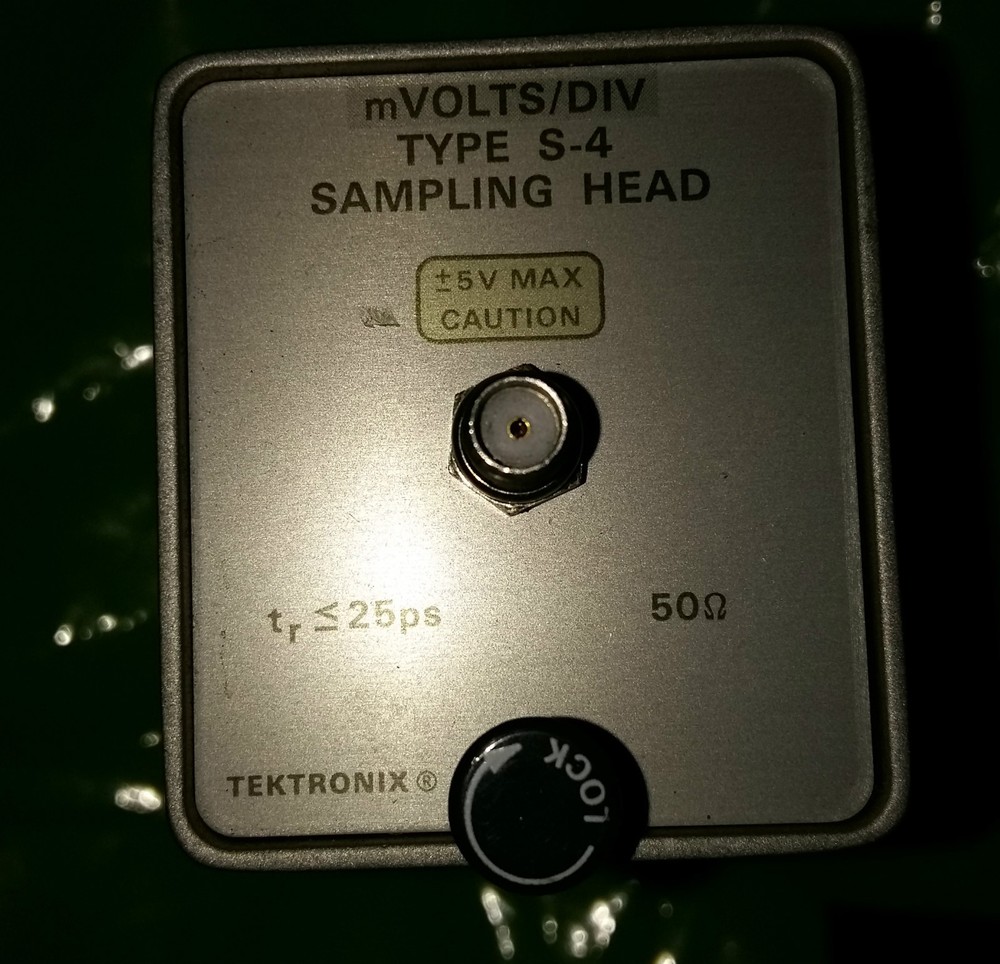 mVOLTS/DIV
TYPE S-4
SAMPLING HEAD
±5V MAX
CAUTION
tr ≤25ps
50Ω
TEKTRONIX®
LOCK